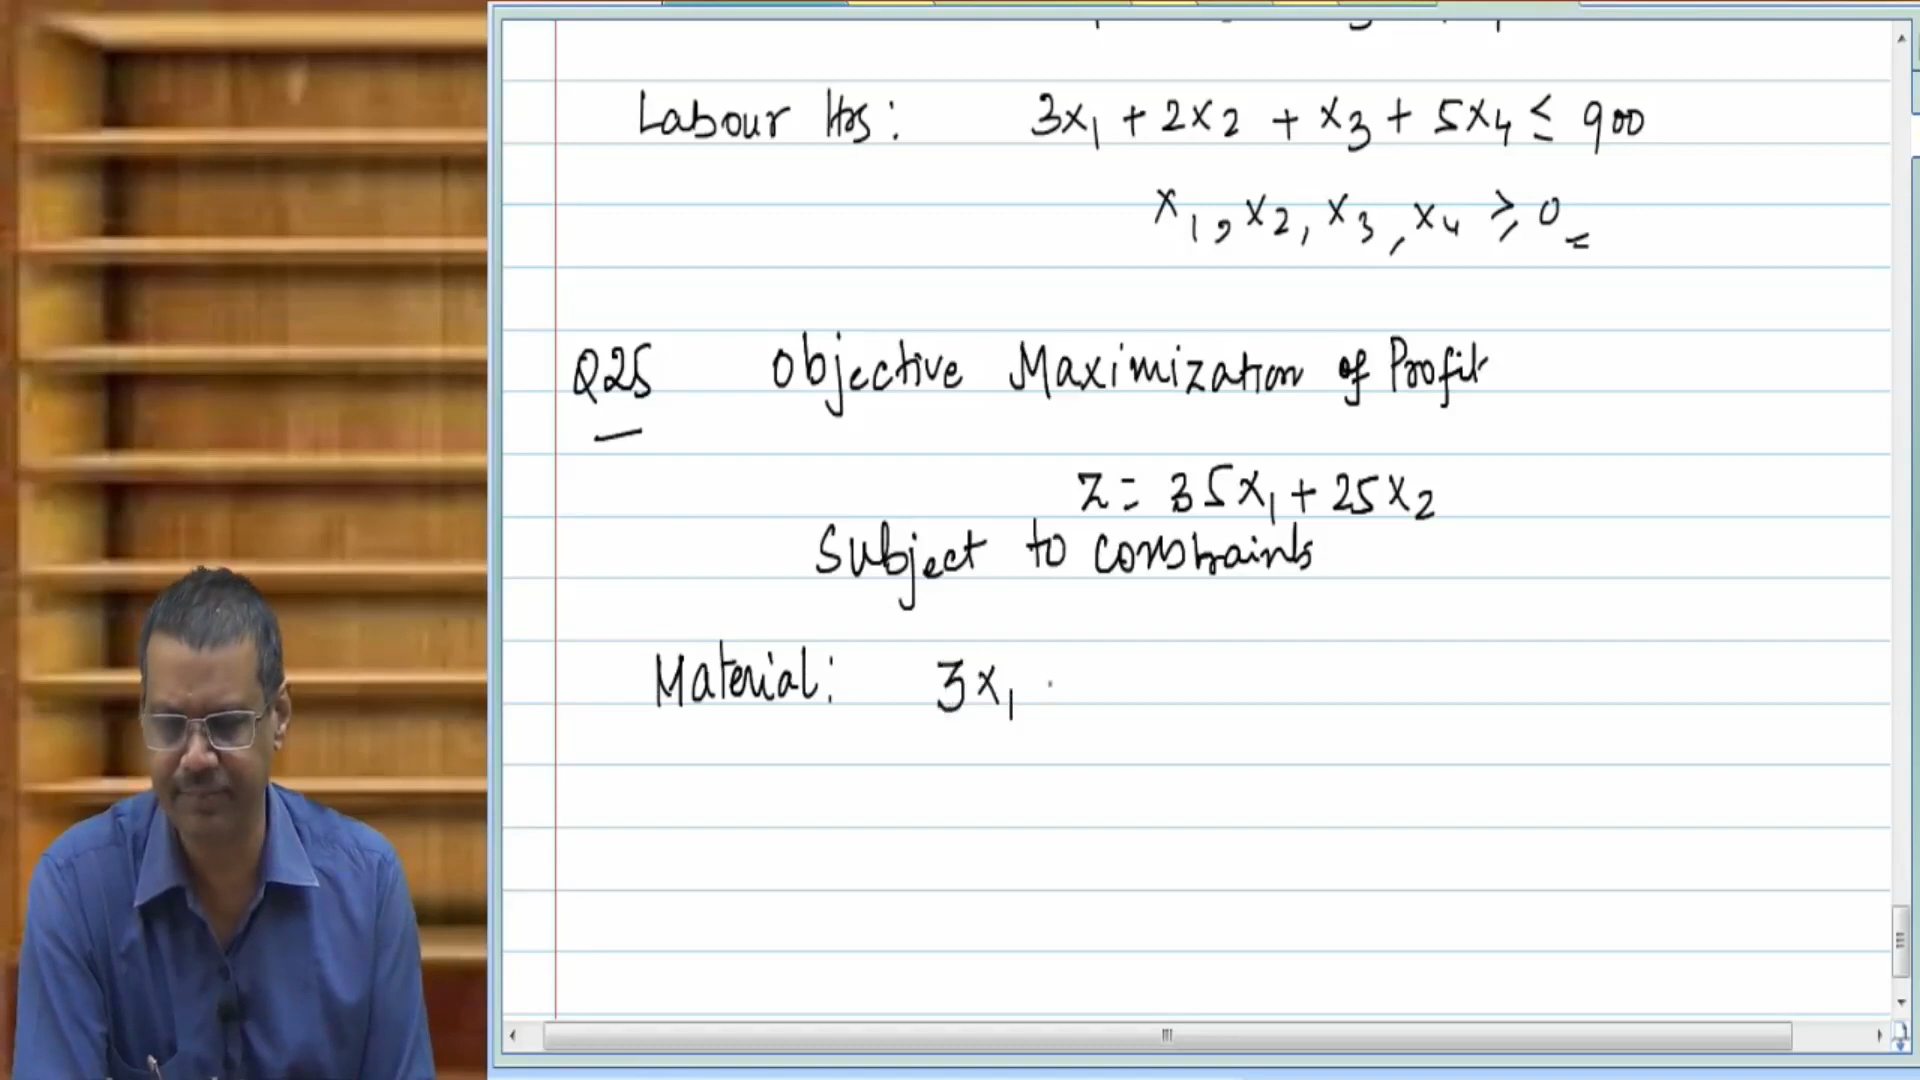 Labour Hrs: 3x₁ + 2x₂ + x₃ + 5x₄ ≤ 900
x₁, x₂, x₃, x₄ ≥ 0
Q25 Objective Maximization of Profit
Z = 35x₁ + 25x₂
Subject to constraints
Material: 3x₁